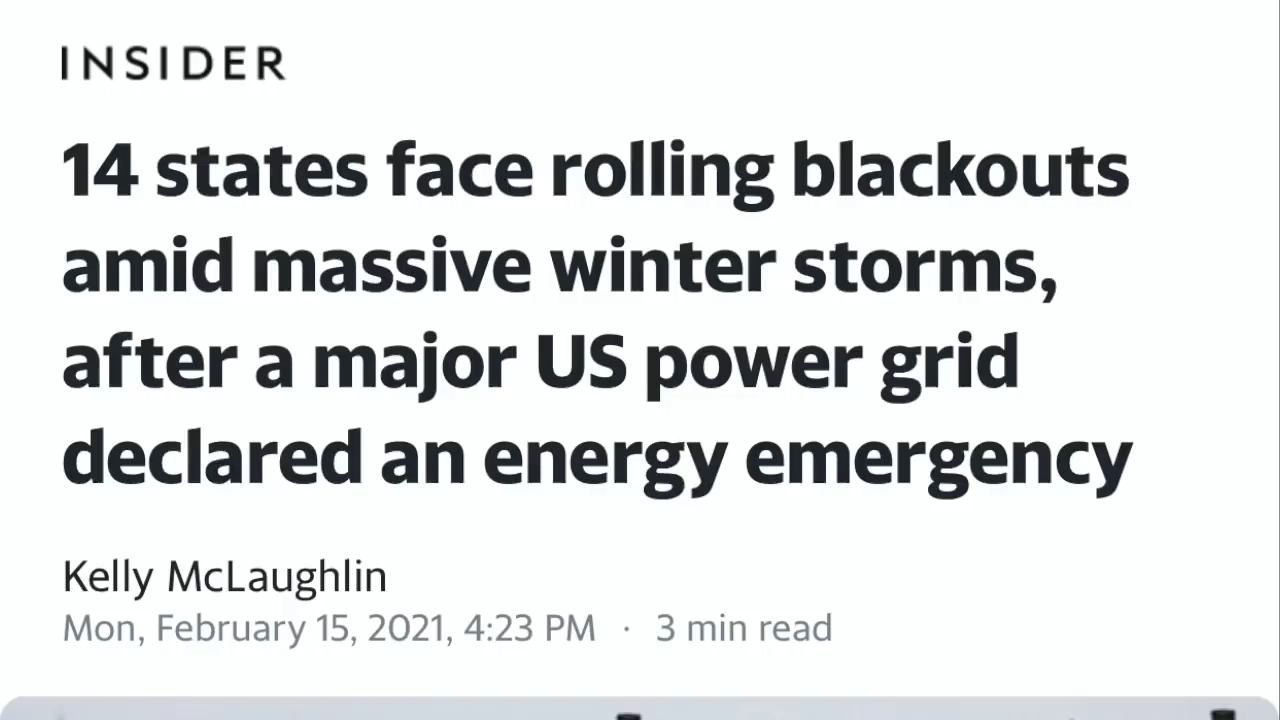 INSIDER
14 states face rolling blackouts
amid massive winter storms,
after a major US power grid
declared an energy emergency
Kelly McLaughlin
Mon, February 15, 2021, 4:23 PM · 3 min read